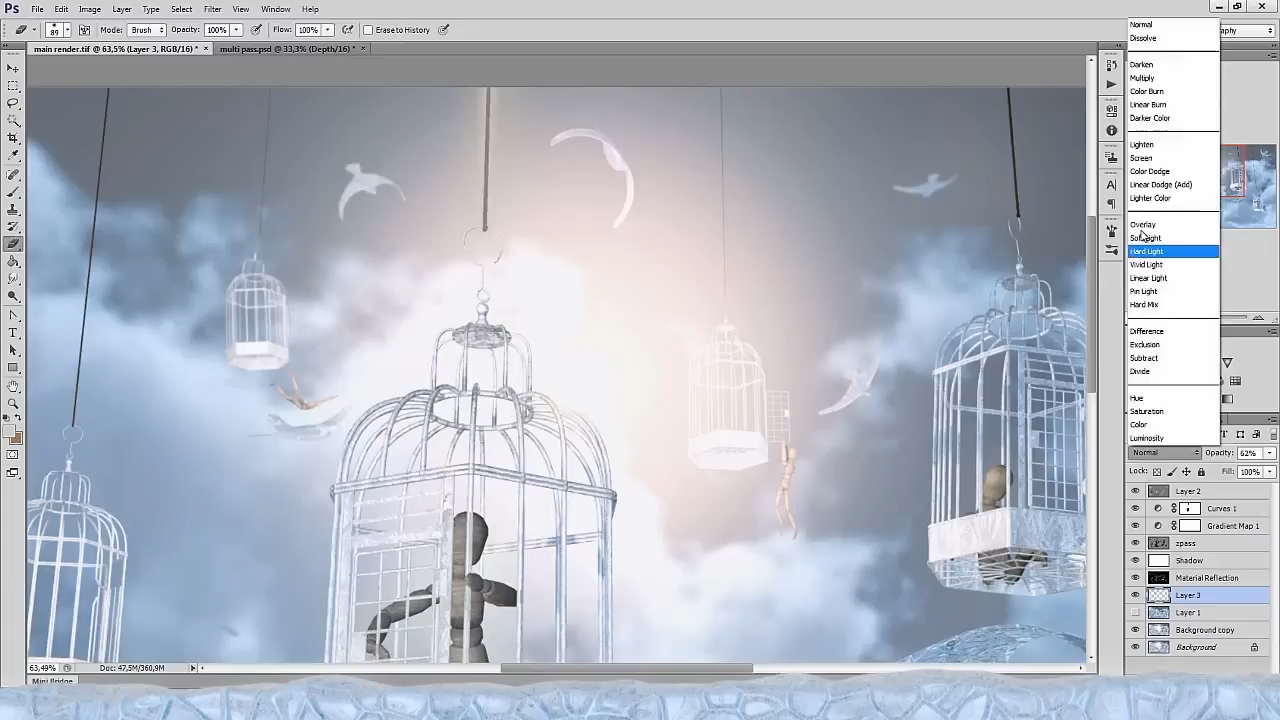 Ps File Edit Image Layer Type Select Filter View Window Help
89 Mode: Brush Opacity: 100% Flow: 100% Erase to History
main render.tif @ 63,5% (Layer 3, RGB/16) * × multi pass.psd @ 33,3% (Depth/16) * ×
Normal
Dissolve
Darken
Multiply
Color Burn
Linear Burn
Darker Color
Lighten
Screen
Color Dodge
Linear Dodge (Add)
Lighter Color
Overlay
Soft Light
Hard Light
Vivid Light
Linear Light
Pin Light
Hard Mix
Difference
Exclusion
Subtract
Divide
Hue
Saturation
Color
Luminosity
Normal Opacity: 62%
Lock: Fill: 100%
Layer 2
Curves 1
Gradient Map 1
zpass
Shadow
Material Reflection
Layer 3
Layer 1
Background copy
Background
63,49% Doc: 47,5M/360,9M
Mini Bridge